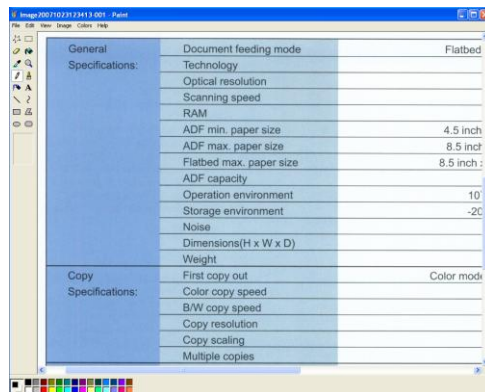 Image20071023123413-001 - Paint
File Edit View Image Colors Help
General Specifications: Document feeding mode Flatbed
Technology
Optical resolution
Scanning speed
RAM
ADF min. paper size 4.5 inch
ADF max. paper size 8.5 inch
Flatbed max. paper size 8.5 inch :
ADF capacity
Operation environment 10
Storage environment -20
Noise
Dimensions(H x W x D)
Weight
Copy Specifications: First copy out Color mode
Color copy speed
B/W copy speed
Copy resolution
Copy scaling
Multiple copies